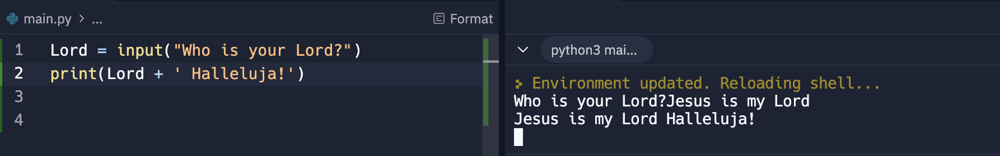 main.py > ...
Format
1 Lord = input("Who is your Lord?")
2 print(Lord + ' Halleluja!')
3
4
python3 mai...
Environment updated. Reloading shell...
Who is your Lord?Jesus is my Lord
Jesus is my Lord Halleluja!